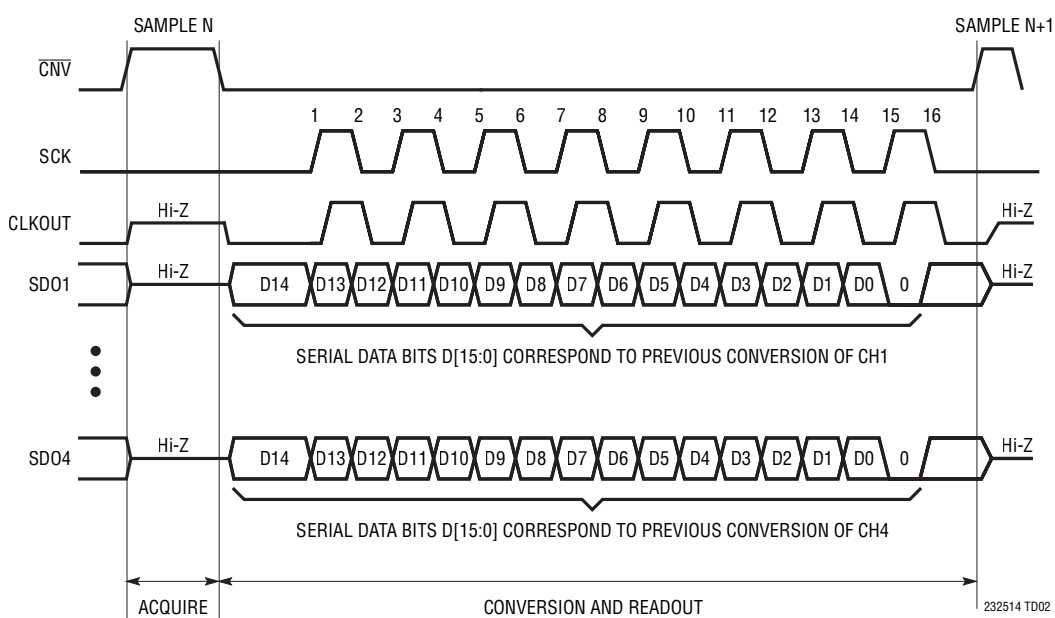 SAMPLE N
SAMPLE N+1
CNV
1 2 3 4 5 6 7 8 9 10 11 12 13 14 15 16
SCK
Hi-Z
CLKOUT
Hi-Z
SDO1
Hi-Z
D14 D13 D12 D11 D10 D9 D8 D7 D6 D5 D4 D3 D2 D1 D0 0
Hi-Z
SERIAL DATA BITS D[15:0] CORRESPOND TO PREVIOUS CONVERSION OF CH1
SDO4
Hi-Z
D14 D13 D12 D11 D10 D9 D8 D7 D6 D5 D4 D3 D2 D1 D0 0
Hi-Z
SERIAL DATA BITS D[15:0] CORRESPOND TO PREVIOUS CONVERSION OF CH4
ACQUIRE
CONVERSION AND READOUT
232514 TD02